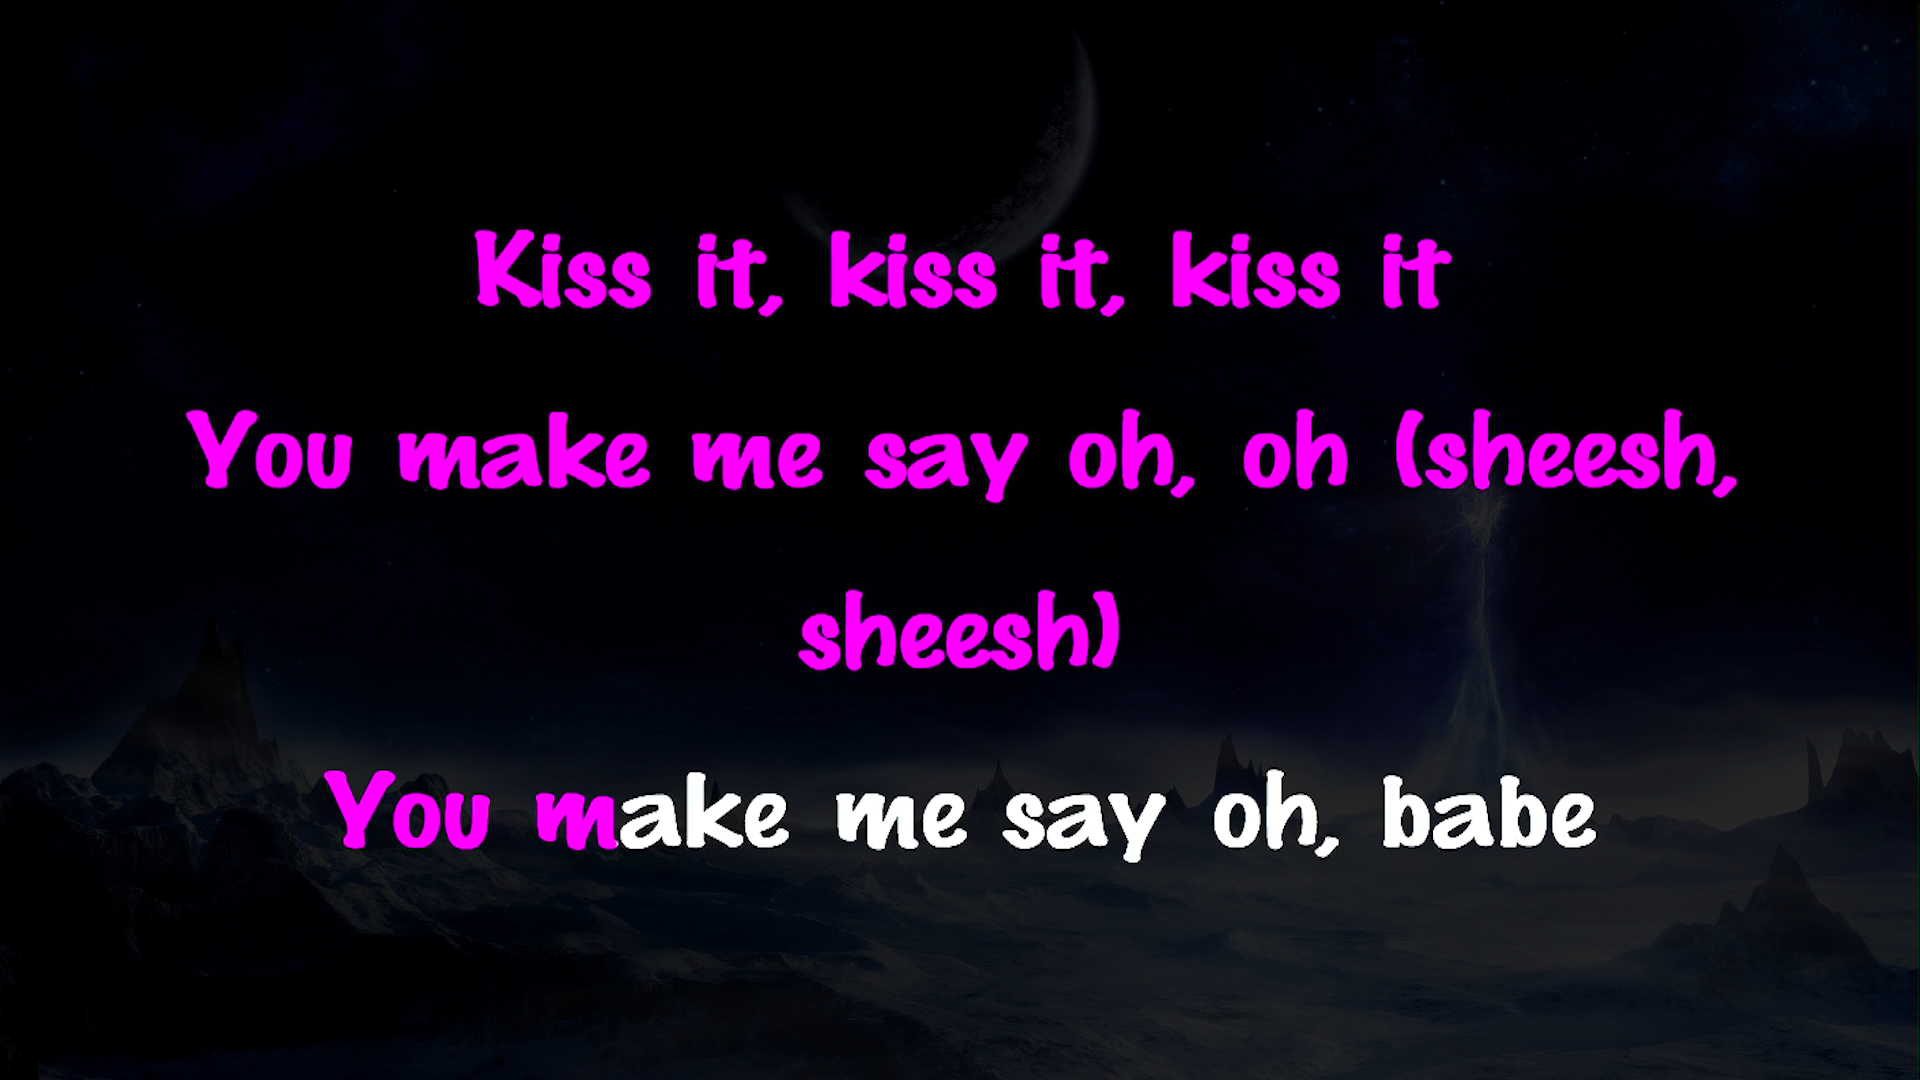 Kiss it, kiss it, kiss it
You make me say oh, oh (sheesh,
sheesh)
You make me say oh, babe